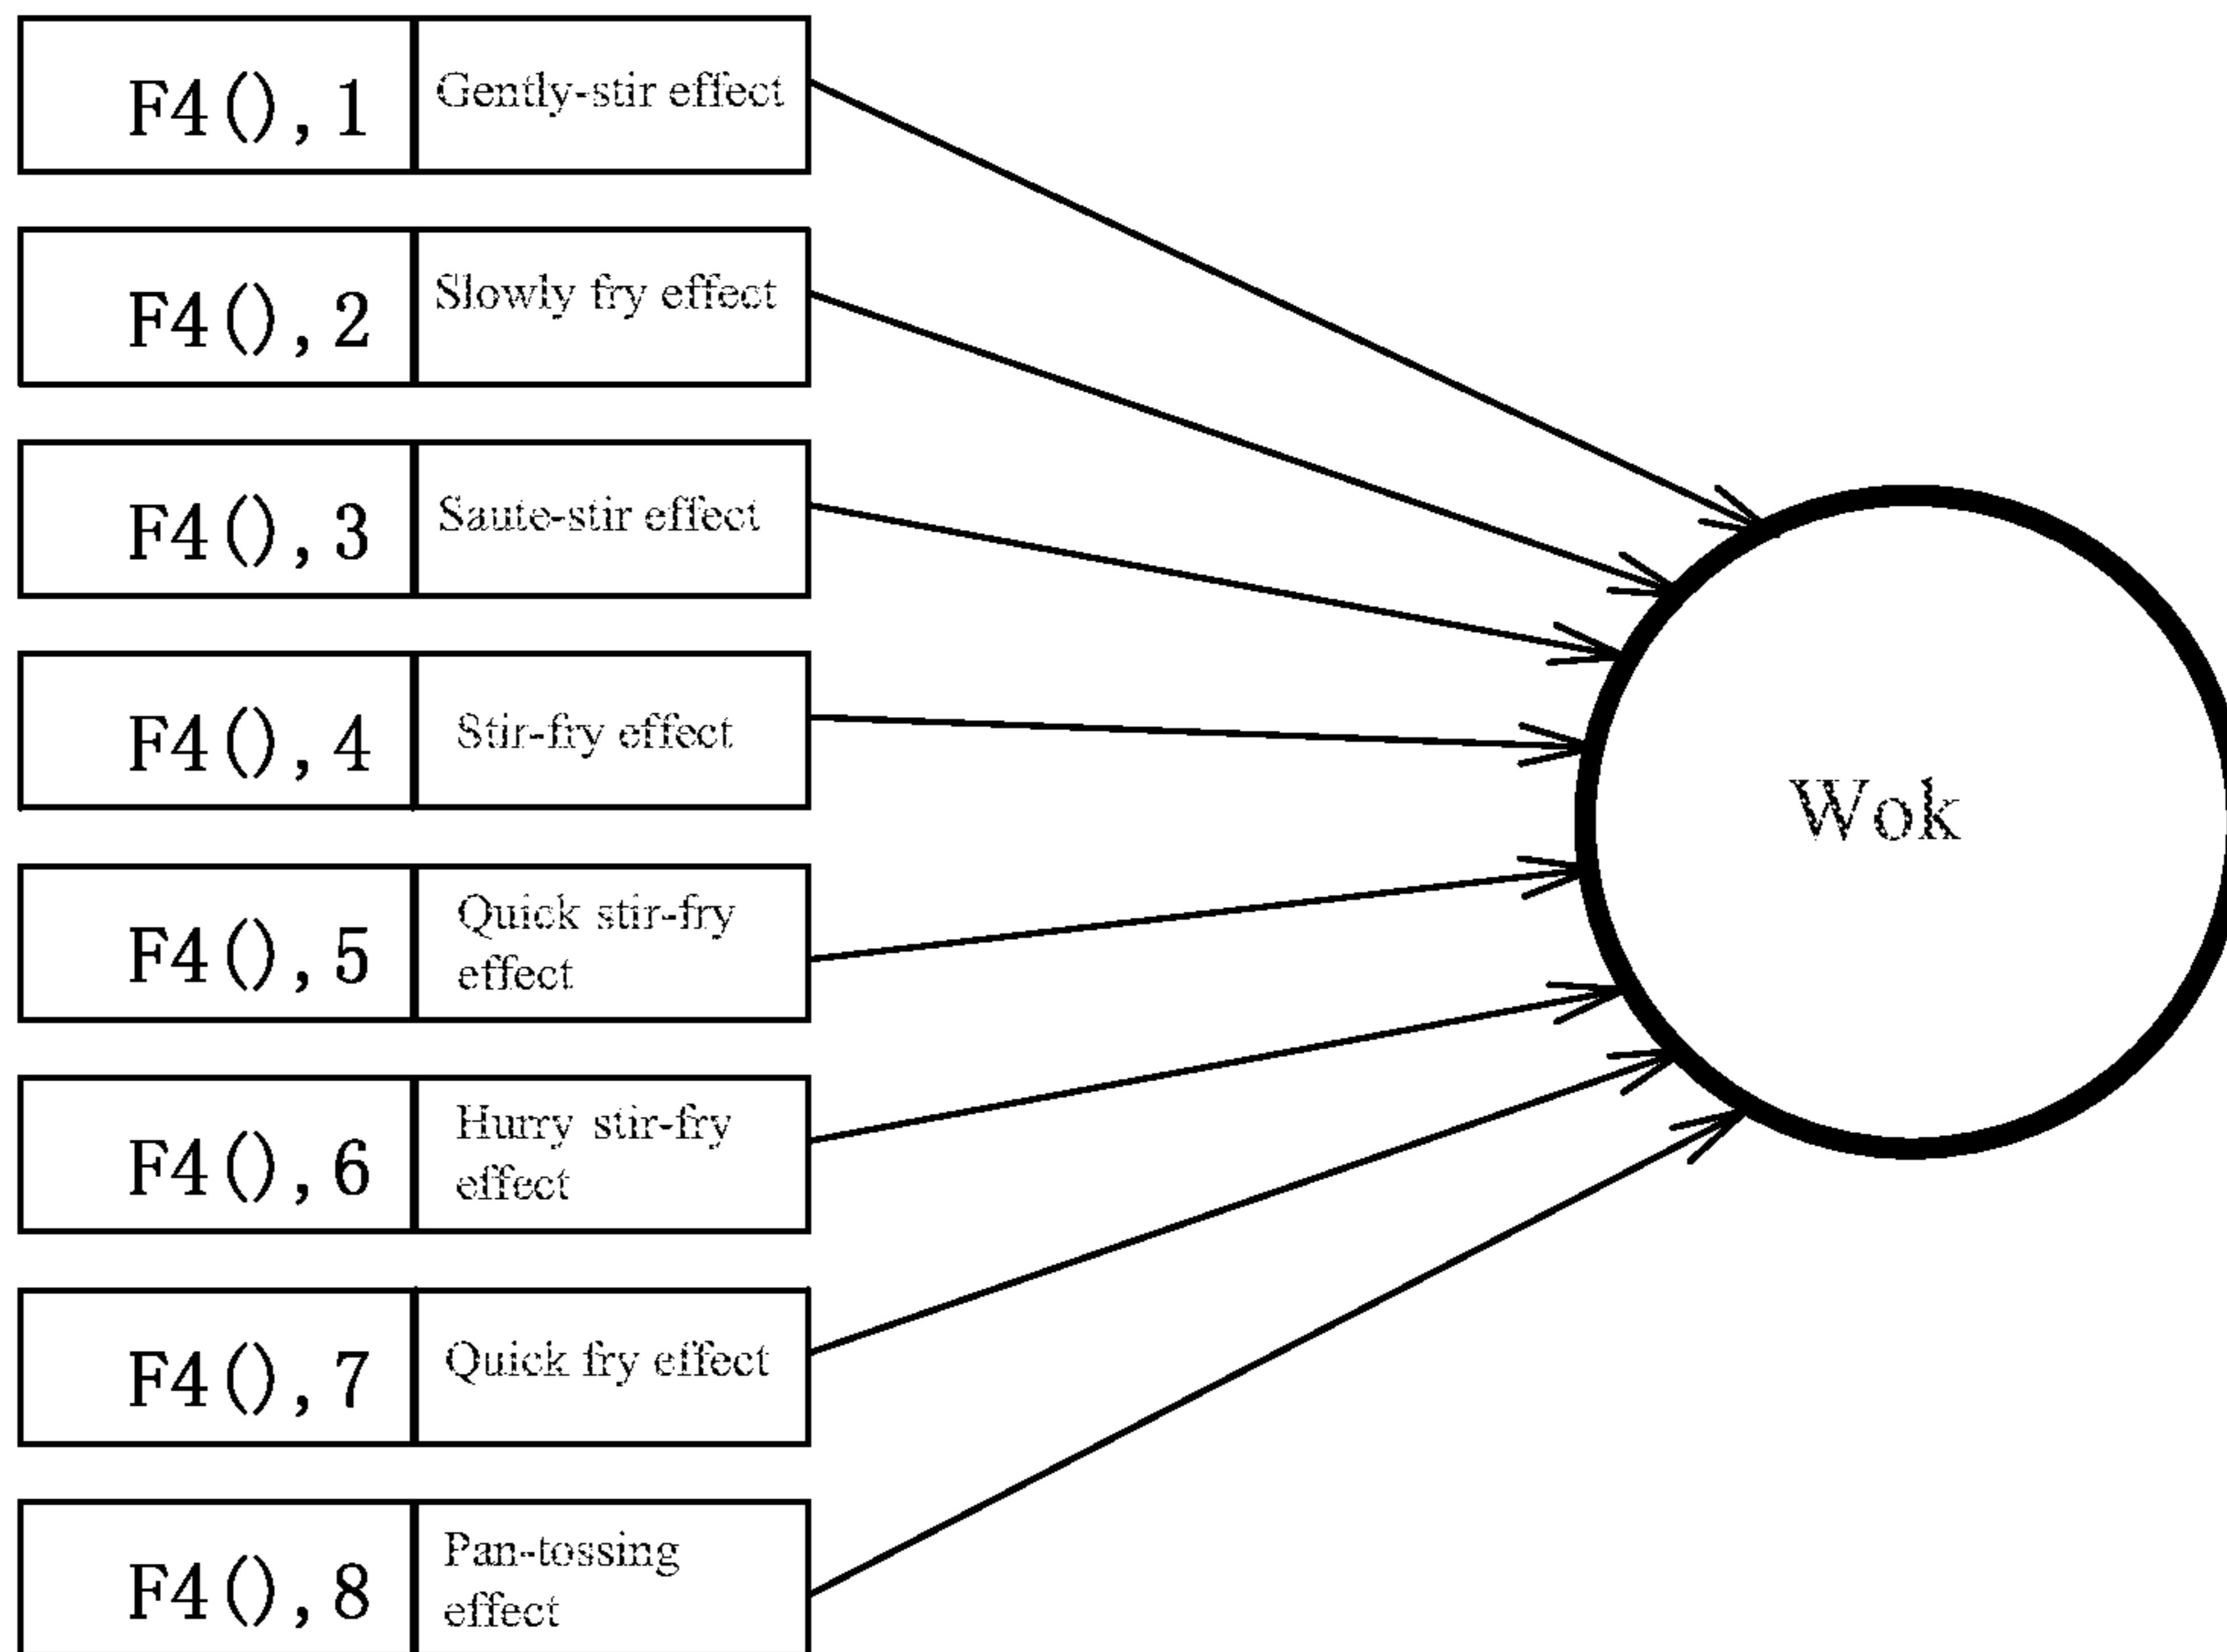 F4(), 1
Gently-stir effect
F4(), 2
Slowly fry effect
F4(), 3
Saute-stir effect
F4(), 4
Stir-fry effect
F4(), 5
Quick stir-fry
effect
F4(), 6
Hurry stir-fry
effect
F4(), 7
Quick fry effect
F4(), 8
Pan-tossing
effect
Wok